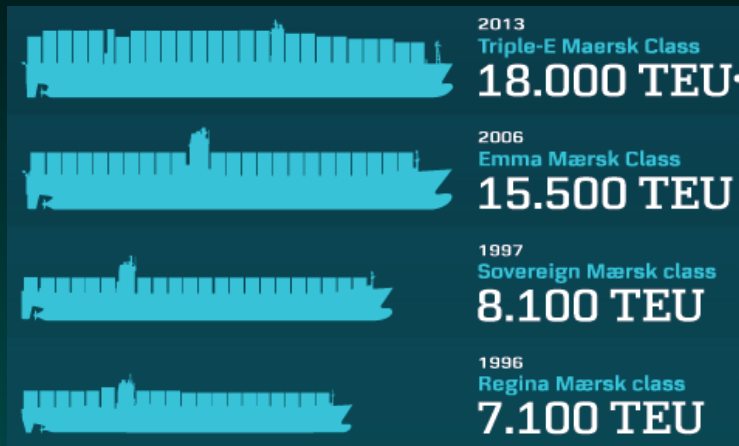 2013
Triple-E Maersk Class
18.000 TEU
2006
Emma Mærsk Class
15.500 TEU
1997
Sovereign Mærsk class
8.100 TEU
1996
Regina Mærsk class
7.100 TEU